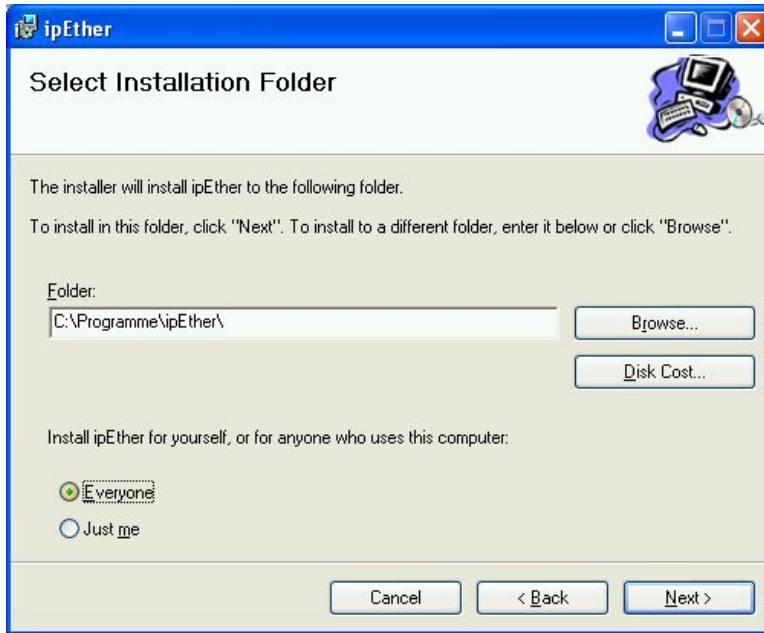 ipEther
Select Installation Folder
The installer will install ipEther to the following folder.
To install in this folder, click "Next". To install to a different folder, enter it below or click "Browse".
Folder:
C:\Programme\ipEther\
Browse...
Disk Cost...
Install ipEther for yourself, or for anyone who uses this computer:
Everyone
Just me
Cancel
< Back
Next >